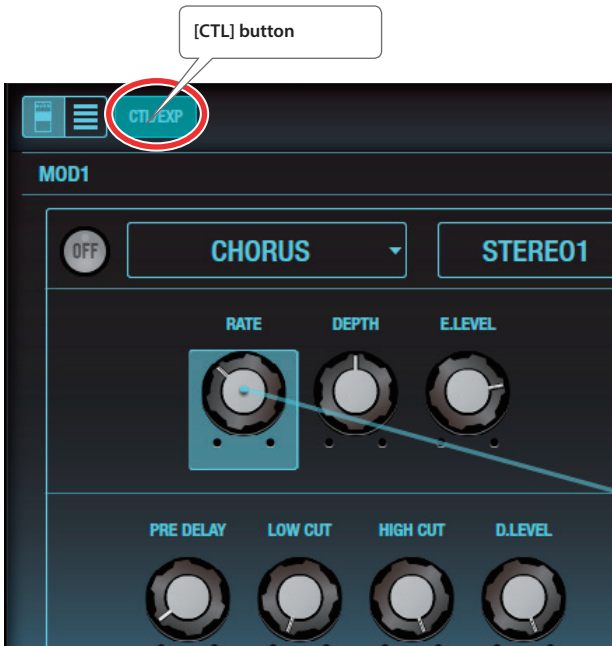 [CTL] button
CTL/EXP
MOD1
OFF
CHORUS
STEREO1
RATE DEPTH E.LEVEL
PRE DELAY LOW CUT HIGH CUT D.LEVEL